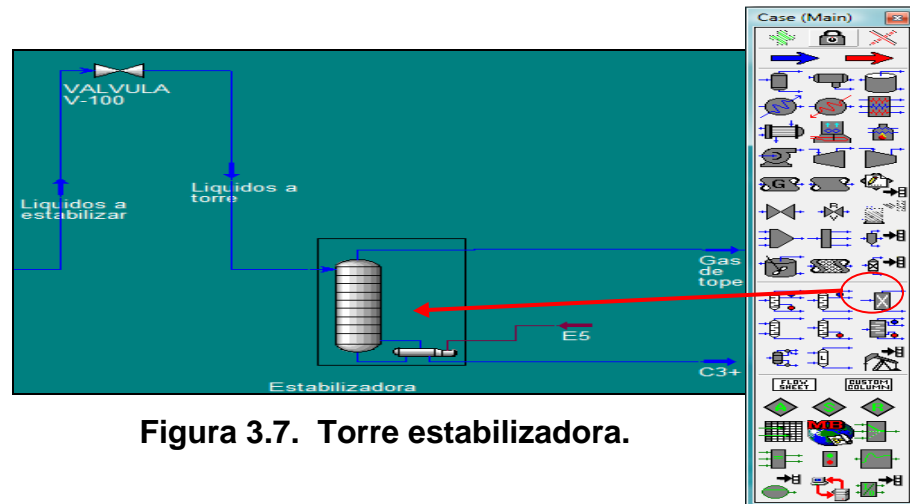 Case (Main)
VALVULA
V-100
Liquidos a
estabilizar
Liquidos a
torre
Gas
de
tope
E5
C3+
Estabilizadora
G
R
V
L
FLOW
SHEET
CUSTOM
COLUMN
A
S
R
MB
Figura 3.7. Torre estabilizadora.